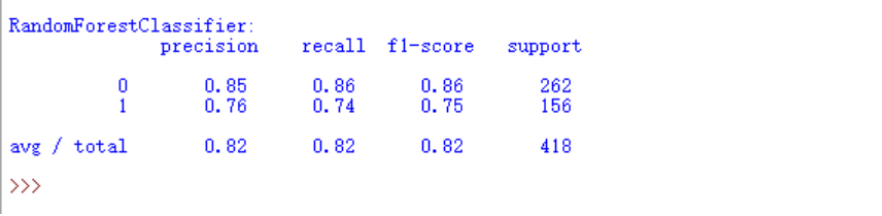 RandomForestClassifier:
precision recall f1-score support
0 0.85 0.86 0.86 262
1 0.76 0.74 0.75 156
avg / total 0.82 0.82 0.82 418
>>>